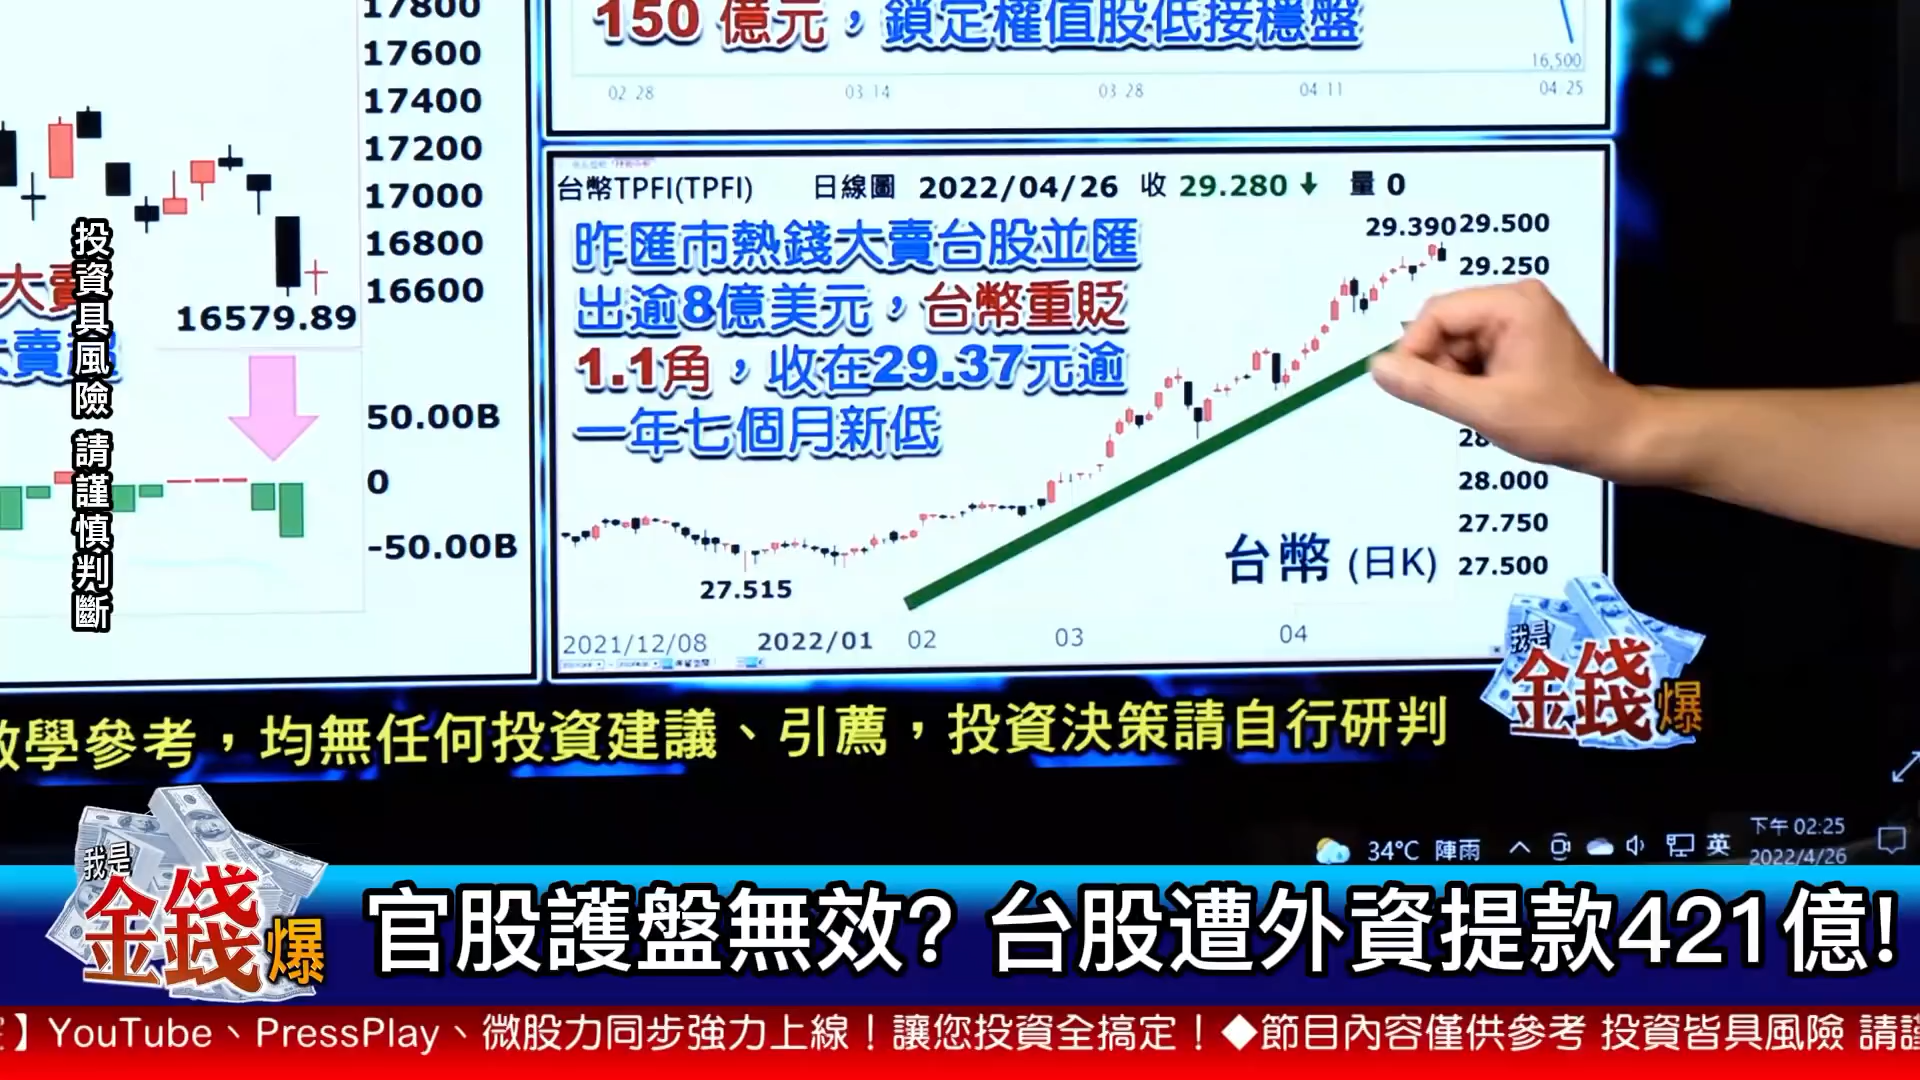 17800
17600
17400
17200
17000
16800
16600
16579.89
50.00B
0
-50.00B
投資具風險 請謹慎判斷
150 億元，鎖定權值股低接穩盤
16,500
02 28
03 14
03 28
04 11
04 25
台幣TPFI(TPFI) 日線圖 2022/04/26 收 29.280 ↓ 量 0
昨匯市熱錢大賣台股並匯
出逾8億美元，台幣重貶
1.1角，收在29.37元逾
一年七個月新低
29.390
29.500
29.250
28.000
27.750
27.500
27.515
台幣 (日K)
2021/12/08
2022/01
02
03
04
學參考，均無任何投資建議、引薦，投資決策請自行研判
我是
金錢爆
34°C 陣雨
英
下午 02:25
2022/4/26
我是
金錢爆
官股護盤無效? 台股遭外資提款421億!
】YouTube、PressPlay、微股力同步強力上線！讓您投資全搞定！◆節目內容僅供參考 投資皆具風險 請